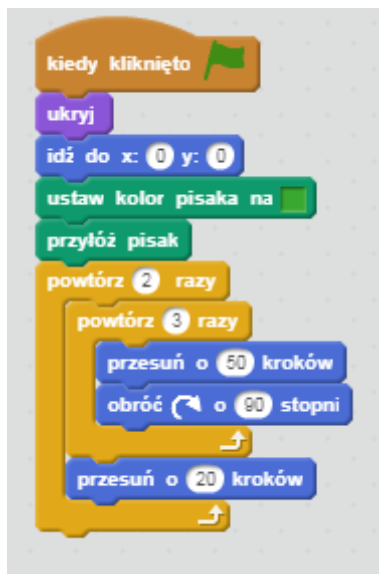 kiedy kliknięto
ukryj
idź do x: 0 y: 0
ustaw kolor pisaka na
przyłóż pisak
powtórz 2 razy
powtórz 3 razy
przesuń o 50 kroków
obróć o 90 stopni
przesuń o 20 kroków